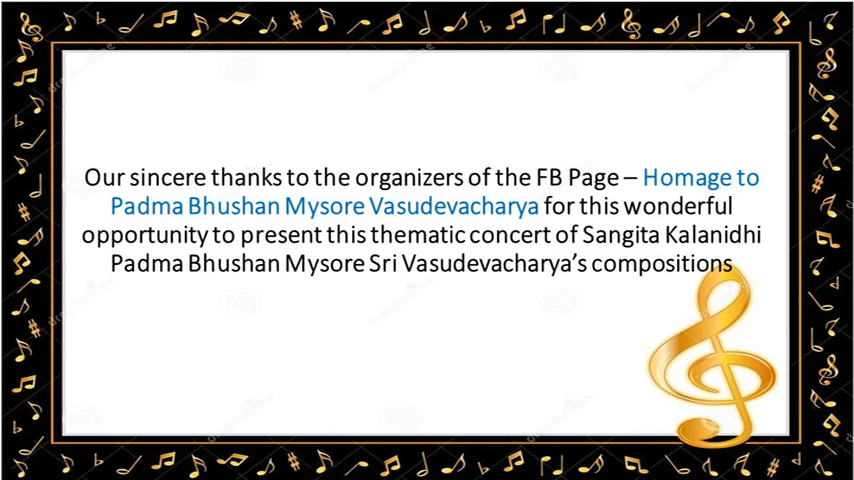 Our sincere thanks to the organizers of the FB Page – Homage to
Padma Bhushan Mysore Vasudevacharya for this wonderful
opportunity to present this thematic concert of Sangita Kalanidhi
Padma Bhushan Mysore Sri Vasudevacharya's compositions